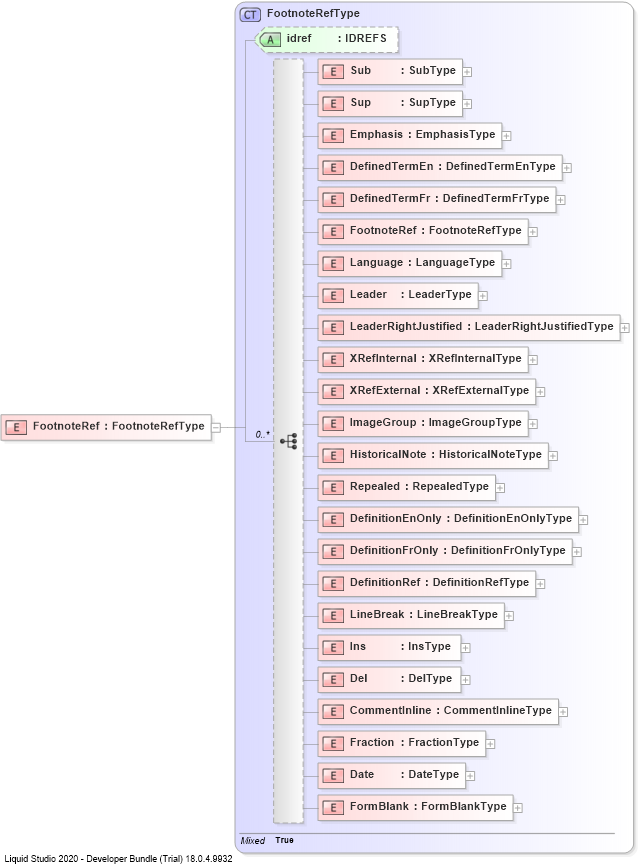 CT FootnoteRefType
A idref : IDREFS
E Sub : SubType
E Sup : SupType
E Emphasis : EmphasisType
E DefinedTermEn : DefinedTermEnType
E DefinedTermFr : DefinedTermFrType
E FootnoteRef : FootnoteRefType
E Language : LanguageType
E Leader : LeaderType
E LeaderRightJustified : LeaderRightJustifiedType
E XRefInternal : XRefInternalType
E XRefExternal : XRefExternalType
E ImageGroup : ImageGroupType
E FootnoteRef : FootnoteRefType
0..*
E HistoricalNote : HistoricalNoteType
E Repealed : RepealedType
E DefinitionEnOnly : DefinitionEnOnlyType
E DefinitionFrOnly : DefinitionFrOnlyType
E DefinitionRef : DefinitionRefType
E LineBreak : LineBreakType
E Ins : InsType
E Del : DelType
E CommentInline : CommentInlineType
E Fraction : FractionType
E Date : DateType
E FormBlank : FormBlankType
Mixed True
Liquid Studio 2020 - Developer Bundle (Trial) 18.0.4.9932